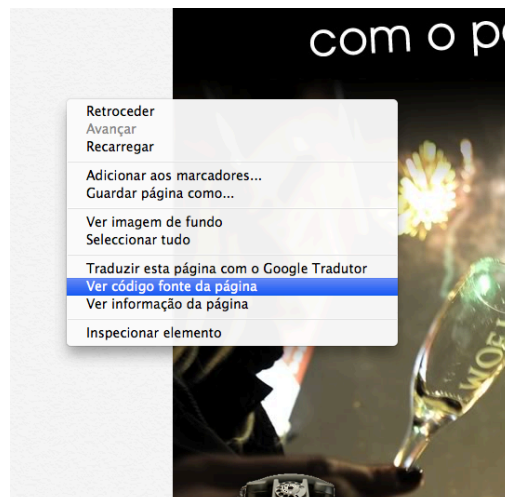 com o p
Retroceder
Avançar
Recarregar
Adicionar aos marcadores...
Guardar página como...
Ver imagem de fundo
Seleccionar tudo
Traduzir esta página com o Google Tradutor
Ver código fonte da página
Ver informação da página
Inspecionar elemento